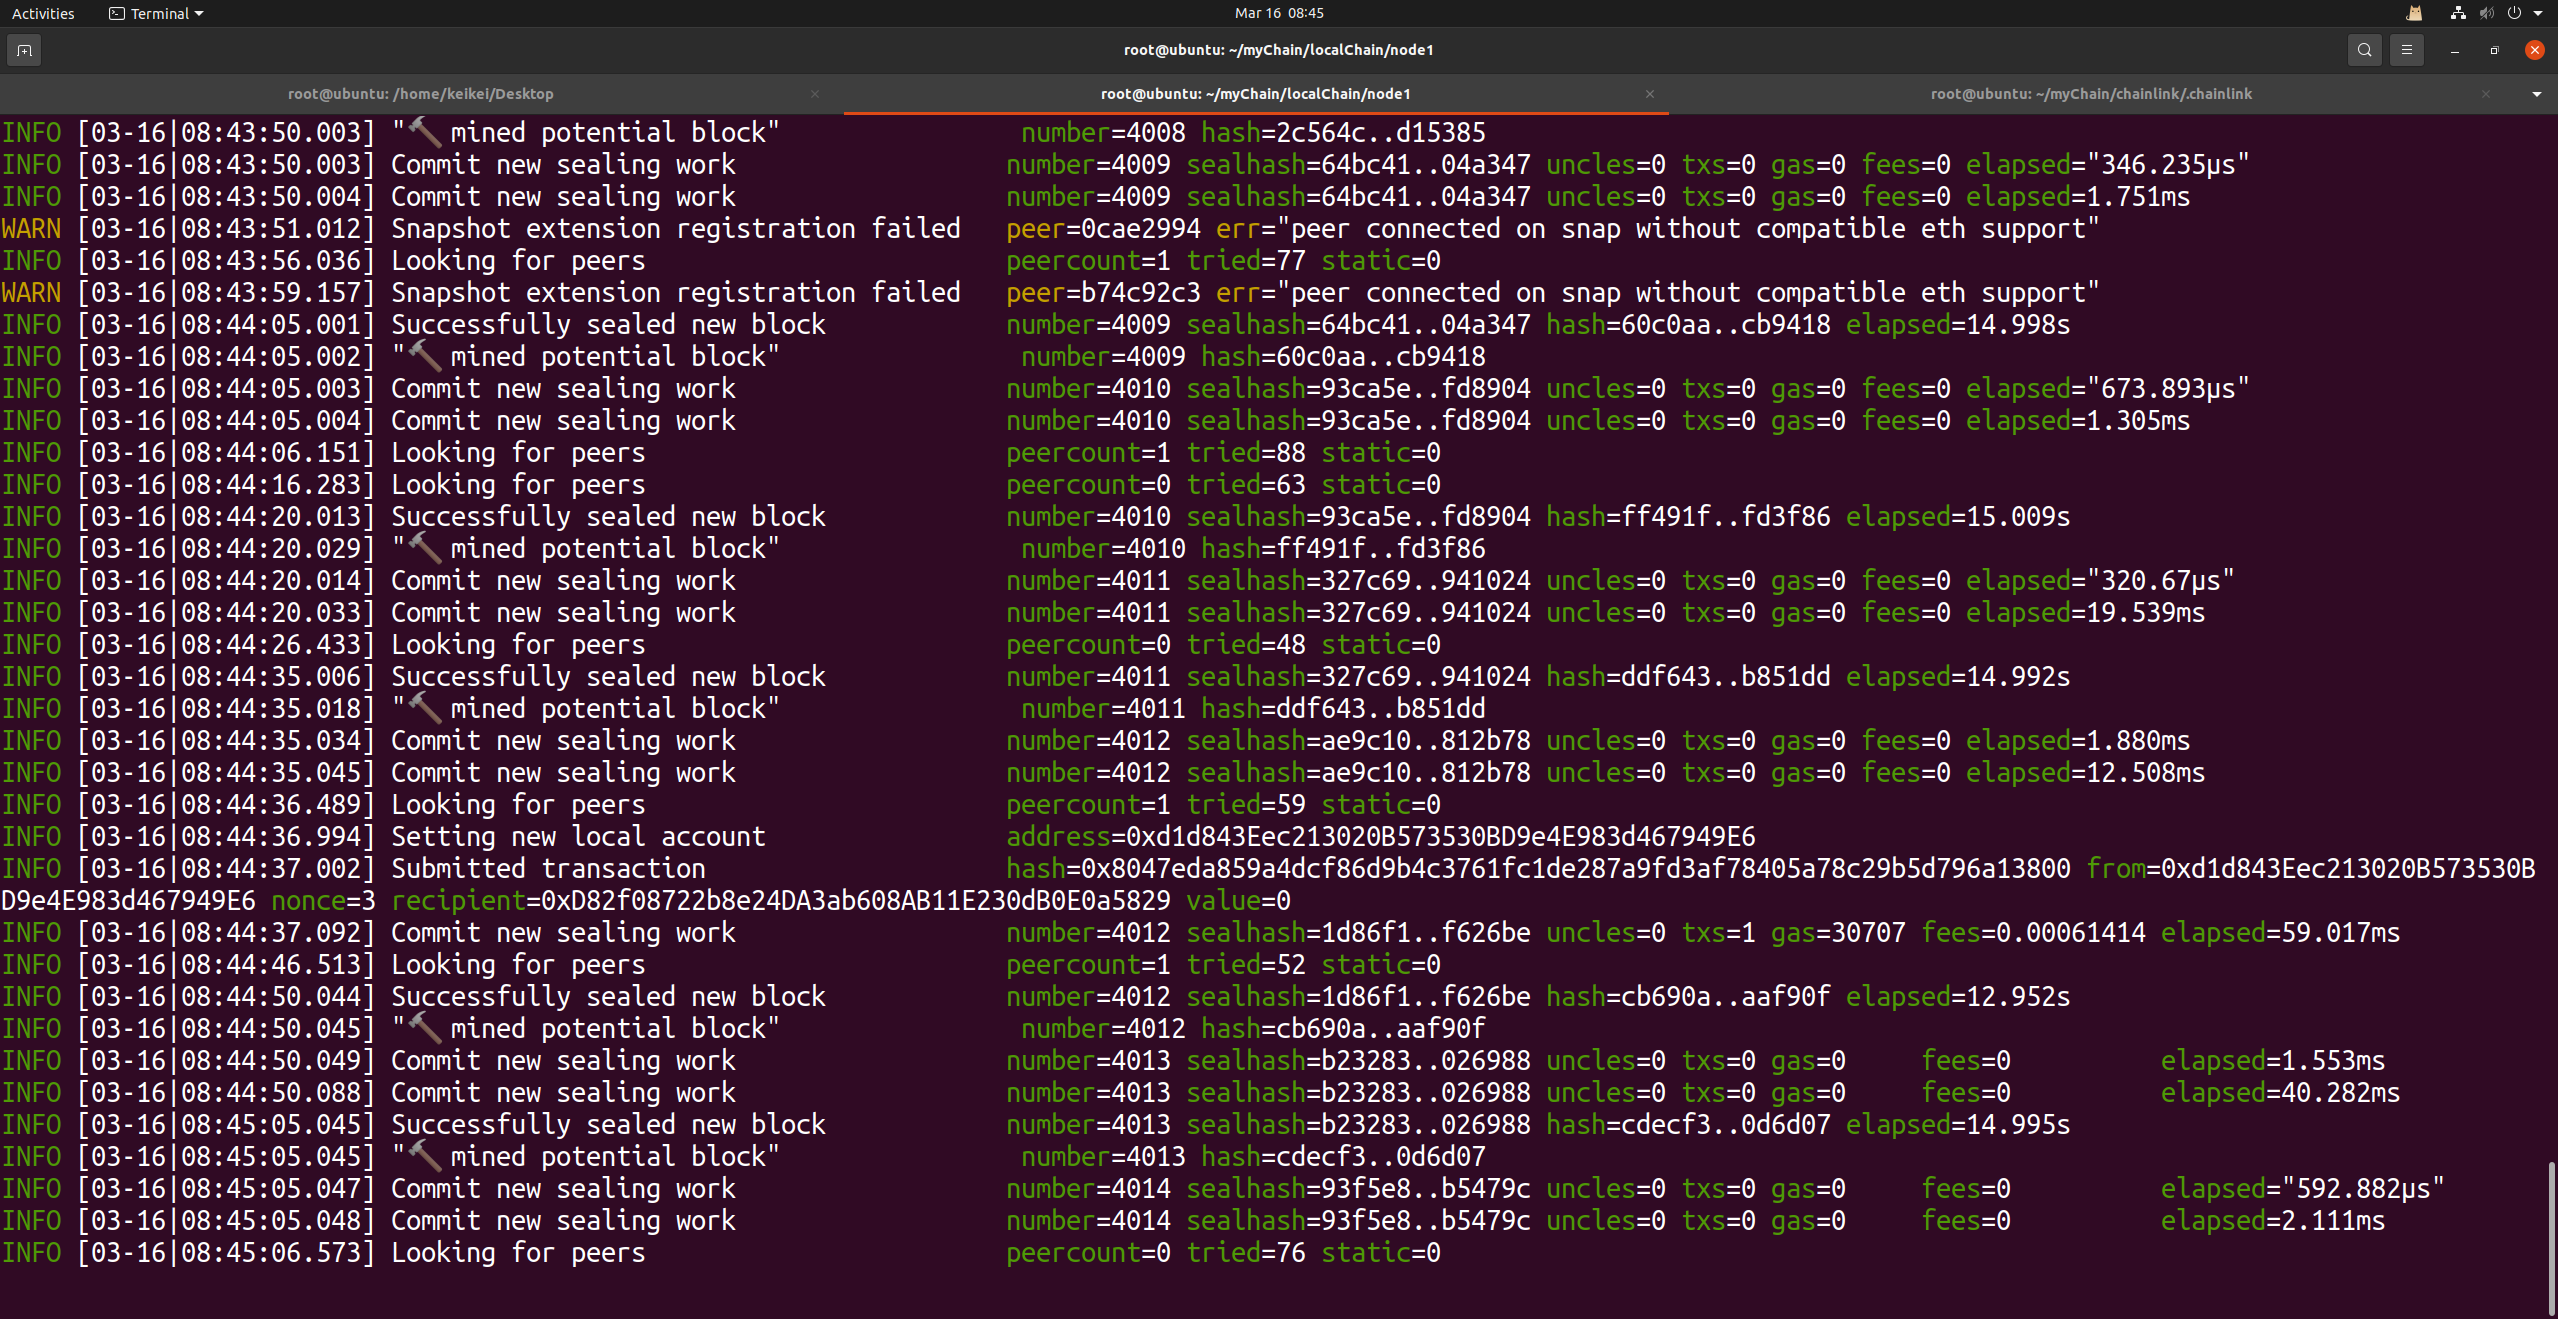 Activities Terminal Mar 16 08:45
root@ubuntu: ~/myChain/localChain/node1
root@ubuntu: /home/keikei/Desktop root@ubuntu: ~/myChain/localChain/node1 root@ubuntu: ~/myChain/chainlink/.chainlink
INFO [03-16|08:43:50.003] "🔨 mined potential block" number=4008 hash=2c564c..d15385
INFO [03-16|08:43:50.003] Commit new sealing work number=4009 sealhash=64bc41..04a347 uncles=0 txs=0 gas=0 fees=0 elapsed="346.235µs"
INFO [03-16|08:43:50.004] Commit new sealing work number=4009 sealhash=64bc41..04a347 uncles=0 txs=0 gas=0 fees=0 elapsed=1.751ms
WARN [03-16|08:43:51.012] Snapshot extension registration failed peer=0cae2994 err="peer connected on snap without compatible eth support"
INFO [03-16|08:43:56.036] Looking for peers peercount=1 tried=77 static=0
WARN [03-16|08:43:59.157] Snapshot extension registration failed peer=b74c92c3 err="peer connected on snap without compatible eth support"
INFO [03-16|08:44:05.001] Successfully sealed new block number=4009 sealhash=64bc41..04a347 hash=60c0aa..cb9418 elapsed=14.998s
INFO [03-16|08:44:05.002] "🔨 mined potential block" number=4009 hash=60c0aa..cb9418
INFO [03-16|08:44:05.003] Commit new sealing work number=4010 sealhash=93ca5e..fd8904 uncles=0 txs=0 gas=0 fees=0 elapsed="673.893µs"
INFO [03-16|08:44:05.004] Commit new sealing work number=4010 sealhash=93ca5e..fd8904 uncles=0 txs=0 gas=0 fees=0 elapsed=1.305ms
INFO [03-16|08:44:06.151] Looking for peers peercount=1 tried=88 static=0
INFO [03-16|08:44:16.283] Looking for peers peercount=0 tried=63 static=0
INFO [03-16|08:44:20.013] Successfully sealed new block number=4010 sealhash=93ca5e..fd8904 hash=ff491f..fd3f86 elapsed=15.009s
INFO [03-16|08:44:20.029] "🔨 mined potential block" number=4010 hash=ff491f..fd3f86
INFO [03-16|08:44:20.014] Commit new sealing work number=4011 sealhash=327c69..941024 uncles=0 txs=0 gas=0 fees=0 elapsed="320.67µs"
INFO [03-16|08:44:20.033] Commit new sealing work number=4011 sealhash=327c69..941024 uncles=0 txs=0 gas=0 fees=0 elapsed=19.539ms
INFO [03-16|08:44:26.433] Looking for peers peercount=0 tried=48 static=0
INFO [03-16|08:44:35.006] Successfully sealed new block number=4011 sealhash=327c69..941024 hash=ddf643..b851dd elapsed=14.992s
INFO [03-16|08:44:35.018] "🔨 mined potential block" number=4011 hash=ddf643..b851dd
INFO [03-16|08:44:35.034] Commit new sealing work number=4012 sealhash=ae9c10..812b78 uncles=0 txs=0 gas=0 fees=0 elapsed=1.880ms
INFO [03-16|08:44:35.045] Commit new sealing work number=4012 sealhash=ae9c10..812b78 uncles=0 txs=0 gas=0 fees=0 elapsed=12.508ms
INFO [03-16|08:44:36.489] Looking for peers peercount=1 tried=59 static=0
INFO [03-16|08:44:36.994] Setting new local account address=0xd1d843Eec213020B573530BD9e4E983d467949E6
INFO [03-16|08:44:37.002] Submitted transaction hash=0x8047eda859a4dcf86d9b4c3761fc1de287a9fd3af78405a78c29b5d796a13800 from=0xd1d843Eec213020B573530B
D9e4E983d467949E6 nonce=3 recipient=0xD82f08722b8e24DA3ab608AB11E230dB0E0a5829 value=0
INFO [03-16|08:44:37.092] Commit new sealing work number=4012 sealhash=1d86f1..f626be uncles=0 txs=1 gas=30707 fees=0.00061414 elapsed=59.017ms
INFO [03-16|08:44:46.513] Looking for peers peercount=1 tried=52 static=0
INFO [03-16|08:44:50.044] Successfully sealed new block number=4012 sealhash=1d86f1..f626be hash=cb690a..aaf90f elapsed=12.952s
INFO [03-16|08:44:50.045] "🔨 mined potential block" number=4012 hash=cb690a..aaf90f
INFO [03-16|08:44:50.049] Commit new sealing work number=4013 sealhash=b23283..026988 uncles=0 txs=0 gas=0 fees=0 elapsed=1.553ms
INFO [03-16|08:44:50.088] Commit new sealing work number=4013 sealhash=b23283..026988 uncles=0 txs=0 gas=0 fees=0 elapsed=40.282ms
INFO [03-16|08:45:05.045] Successfully sealed new block number=4013 sealhash=b23283..026988 hash=cdecf3..0d6d07 elapsed=14.995s
INFO [03-16|08:45:05.045] "🔨 mined potential block" number=4013 hash=cdecf3..0d6d07
INFO [03-16|08:45:05.047] Commit new sealing work number=4014 sealhash=93f5e8..b5479c uncles=0 txs=0 gas=0 fees=0 elapsed="592.882µs"
INFO [03-16|08:45:05.048] Commit new sealing work number=4014 sealhash=93f5e8..b5479c uncles=0 txs=0 gas=0 fees=0 elapsed=2.111ms
INFO [03-16|08:45:06.573] Looking for peers peercount=0 tried=76 static=0